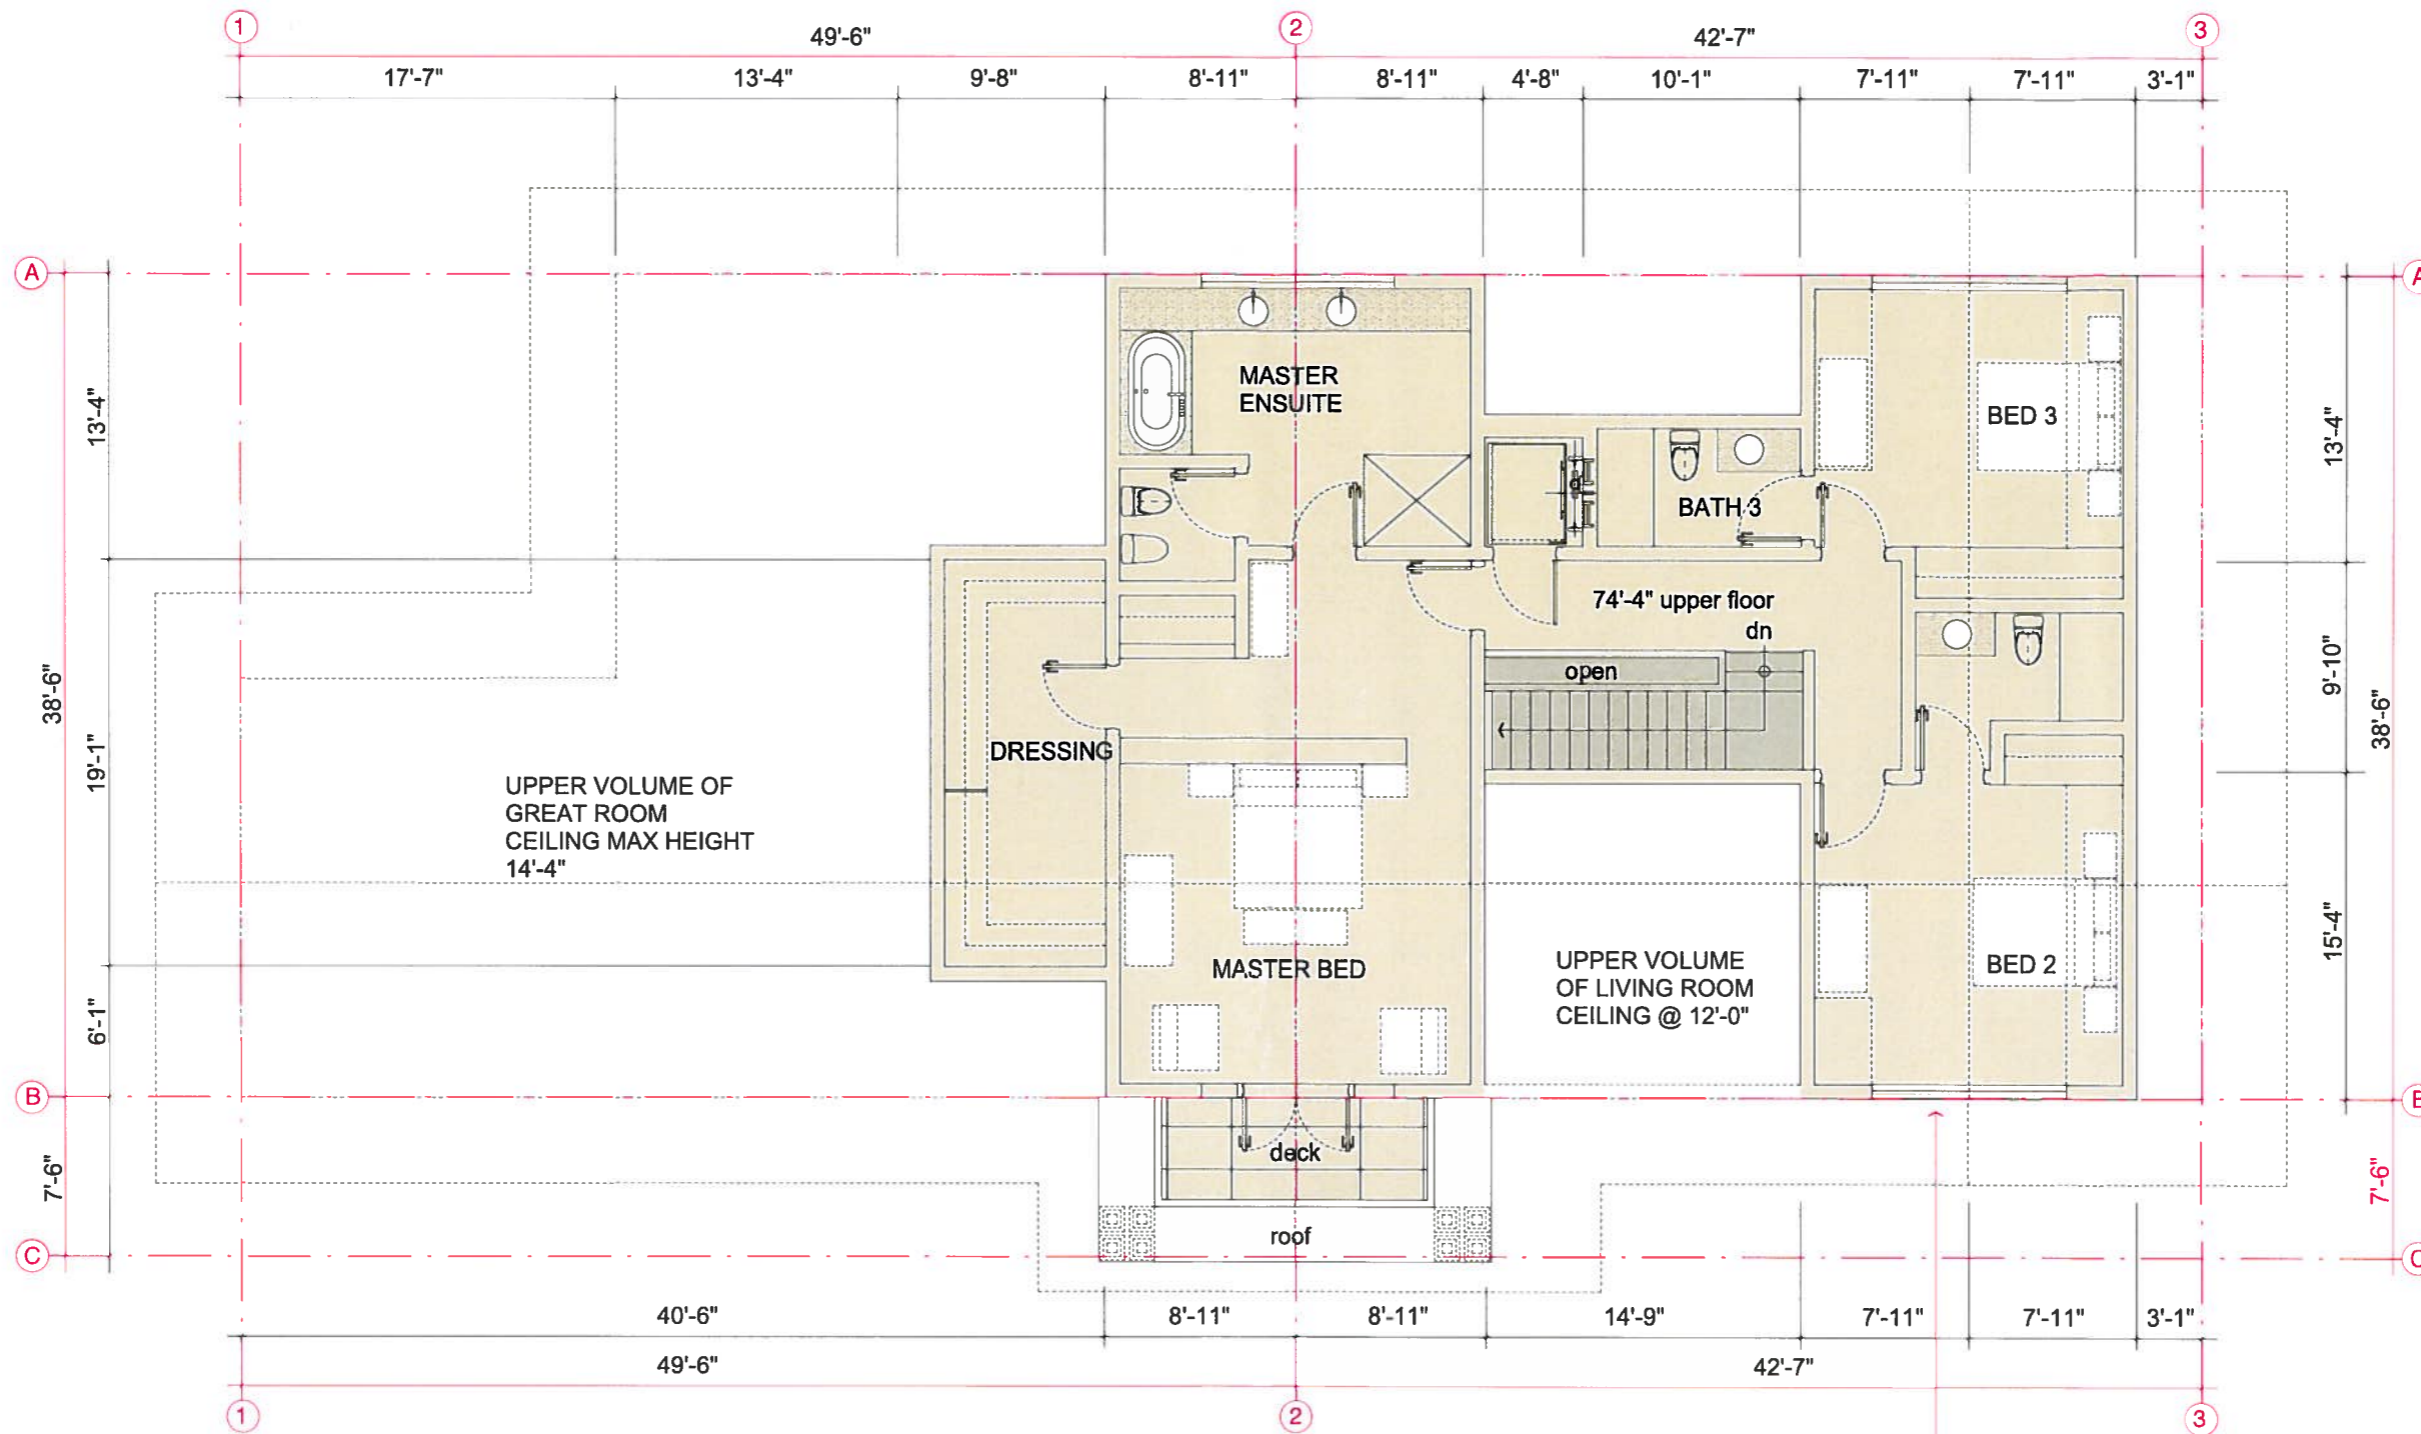 1
2
3
49'-6"
42'-7"
17'-7"
13'-4"
9'-8"
8'-11"
8'-11"
4'-8"
10'-1"
7'-11"
7'-11"
3'-1"
A
A
MASTER
ENSUITE
13'-4"
BED 3
13'-4"
BATH 3
74'-4" upper floor
dn
open
38'-6"
9'-10"
38'-6"
19'-1"
DRESSING
UPPER VOLUME OF
GREAT ROOM
CEILING MAX HEIGHT
14'-4"
15'-4"
MASTER BED
UPPER VOLUME
OF LIVING ROOM
CEILING @ 12'-0"
BED 2
6'-1"
B
B
deck
7'-6"
7'-6"
roof
C
C
40'-6"
8'-11"
8'-11"
14'-9"
7'-11"
7'-11"
3'-1"
49'-6"
42'-7"
1
2
3